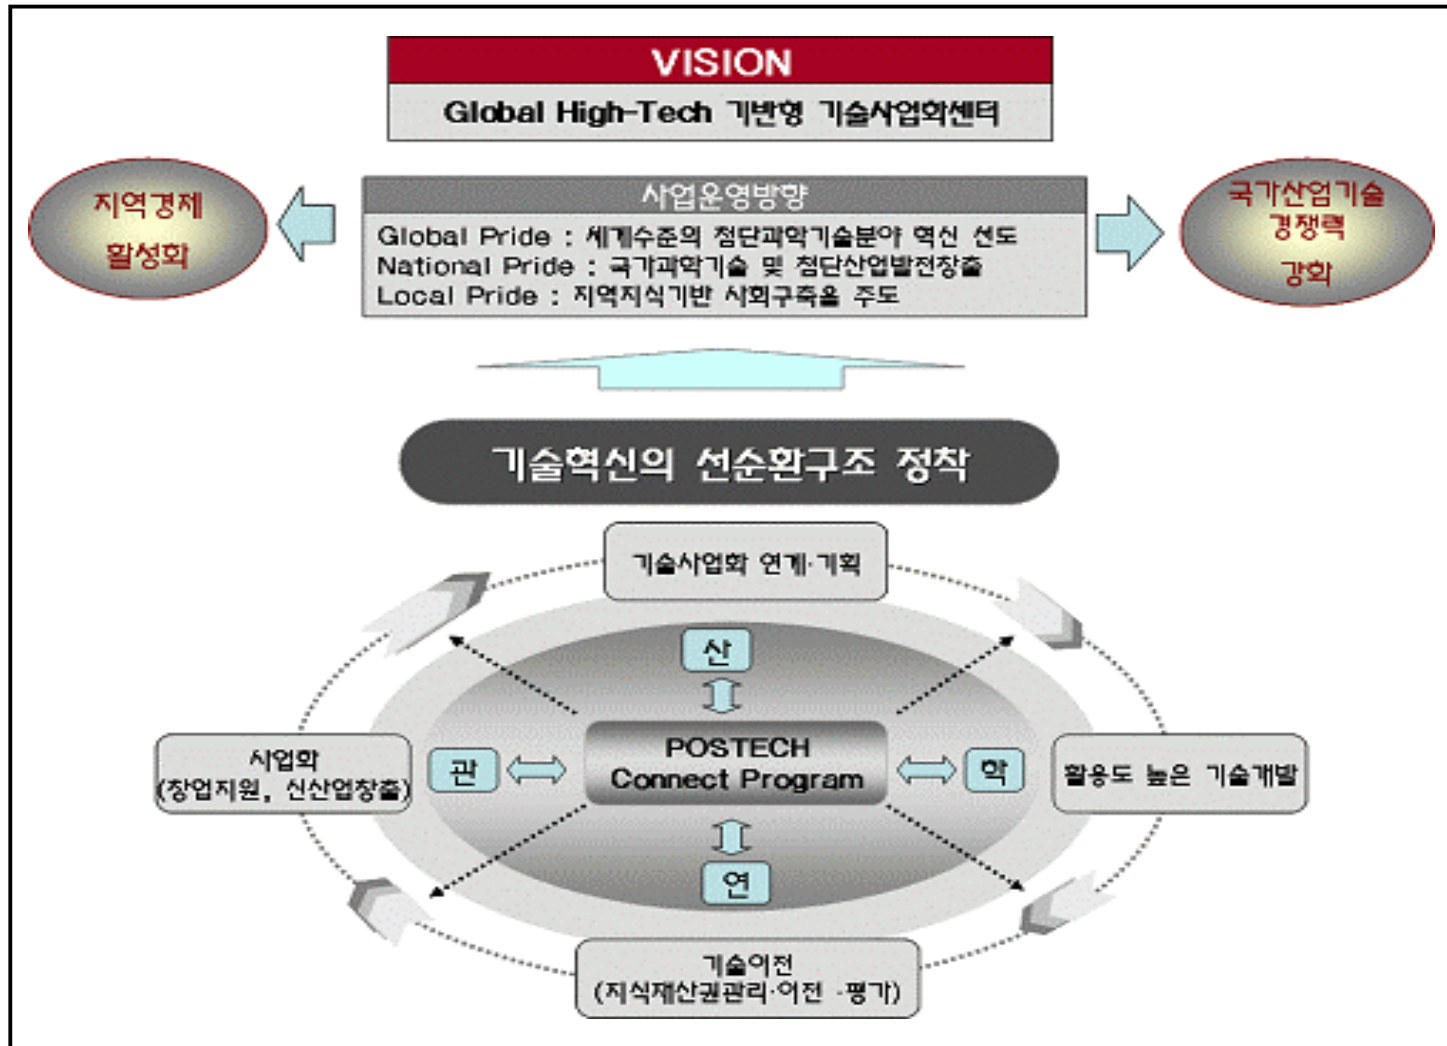 VISION
Global High-Tech 기반형 기술사업화센터
지역경제
활성화
사업운영방향
Global Pride : 세계수준의 첨단과학기술분야 혁신 선도
National Pride : 국가과학기술 및 첨단산업발전창출
Local Pride : 지역지식기반 사회구축을 주도
국가산업기술
경쟁력
강화
기술혁신의 선순환구조 정착
기술사업화 연계·기획
산
사업화
(창업지원, 신산업창출)
관
POSTECH
Connect Program
학
활용도 높은 기술개발
연
기술이전
(지식재산권관리·이전 ·평가)